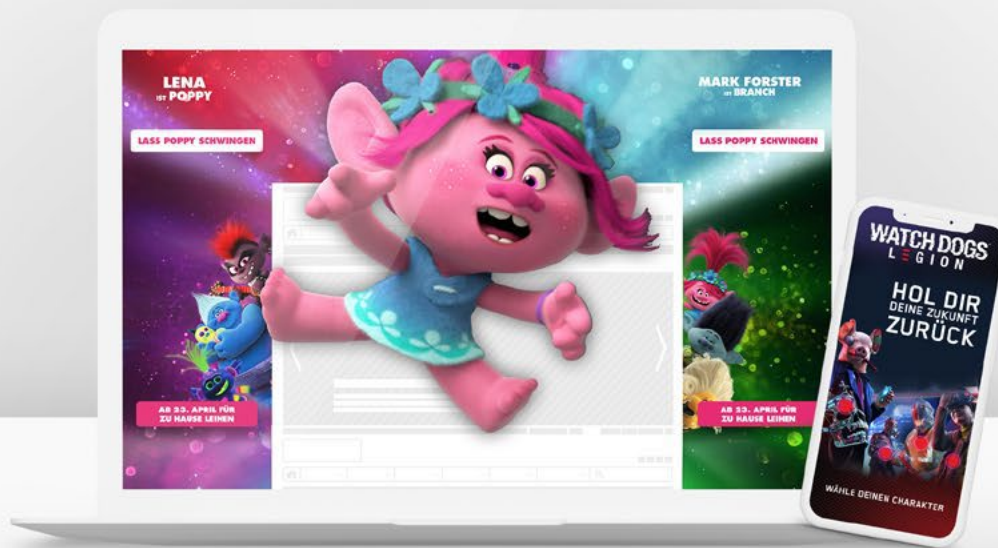 LENA
IST POPPY
LASS POPPY SCHWINGEN
AB 23. APRIL FÜR
ZU HAUSE LEIHEN
MARK FORSTER
IST BRANCH
LASS POPPY SCHWINGEN
AB 23. APRIL FÜR
ZU HAUSE LEIHEN
WATCH DOGS
LEGION
HOL DIR
DEINE ZUKUNFT
ZURÜCK
WÄHLE DEINEN CHARAKTER